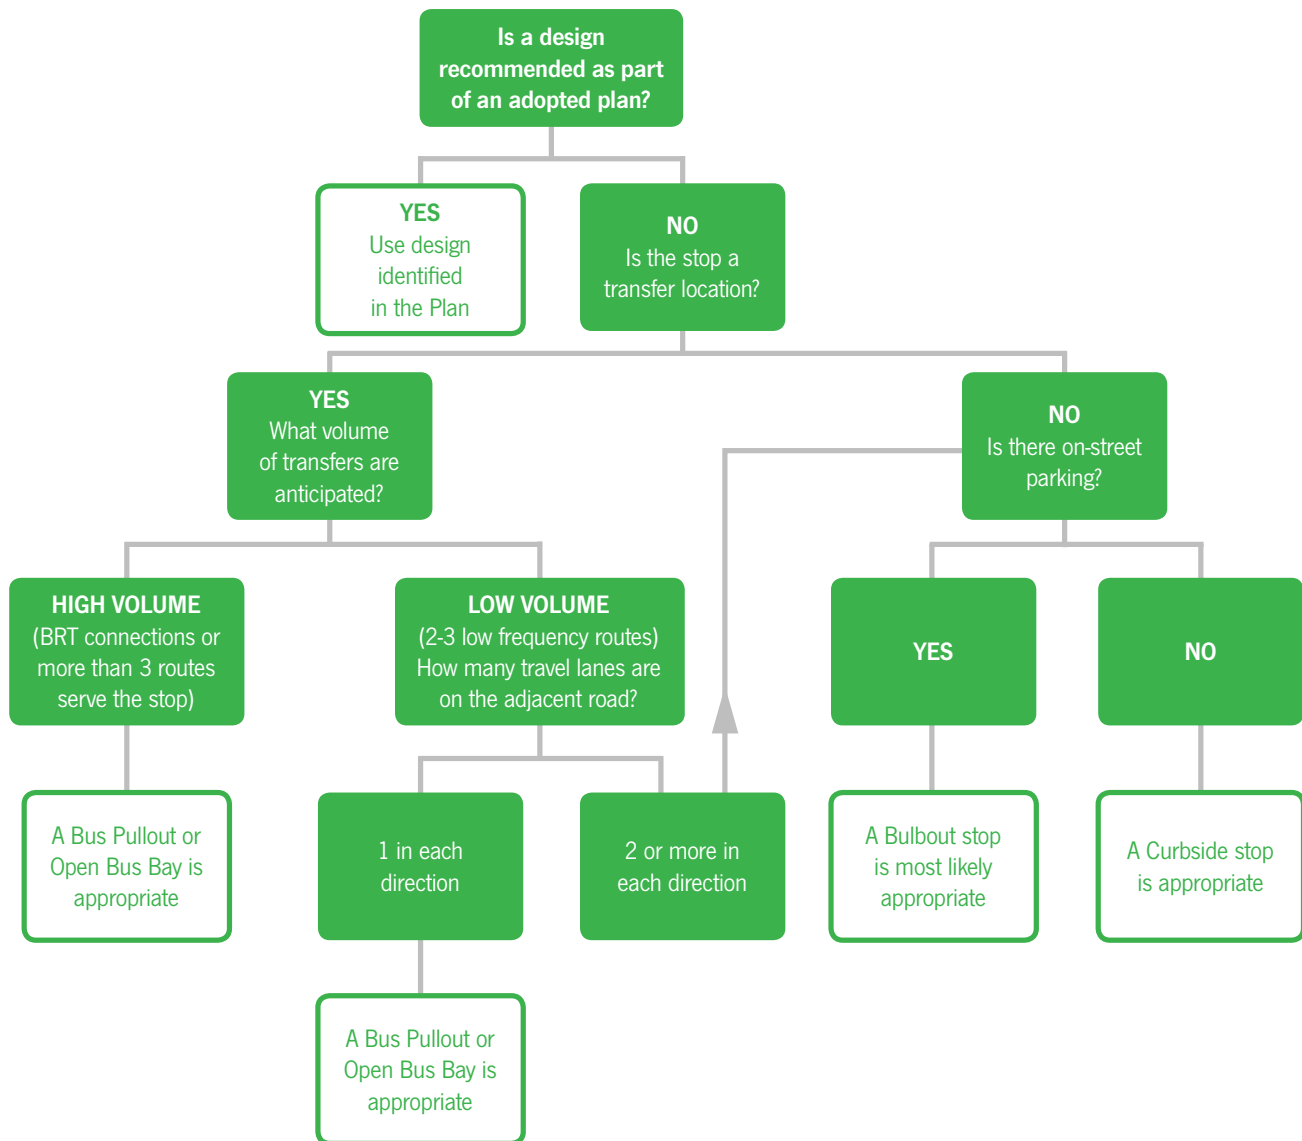 Is a design
recommended as part
of an adopted plan?
YES
Use design
identified
in the Plan
NO
Is the stop a
transfer location?
YES
What volume
of transfers are
anticipated?
NO
Is there on-street
parking?
HIGH VOLUME
(BRT connections or
more than 3 routes
serve the stop)
LOW VOLUME
(2-3 low frequency routes)
How many travel lanes are
on the adjacent road?
YES
NO
A Bus Pullout or
Open Bus Bay is
appropriate
1 in each
direction
2 or more in
each direction
A Bulbout stop
is most likely
appropriate
A Curbside stop
is appropriate
A Bus Pullout or
Open Bus Bay is
appropriate